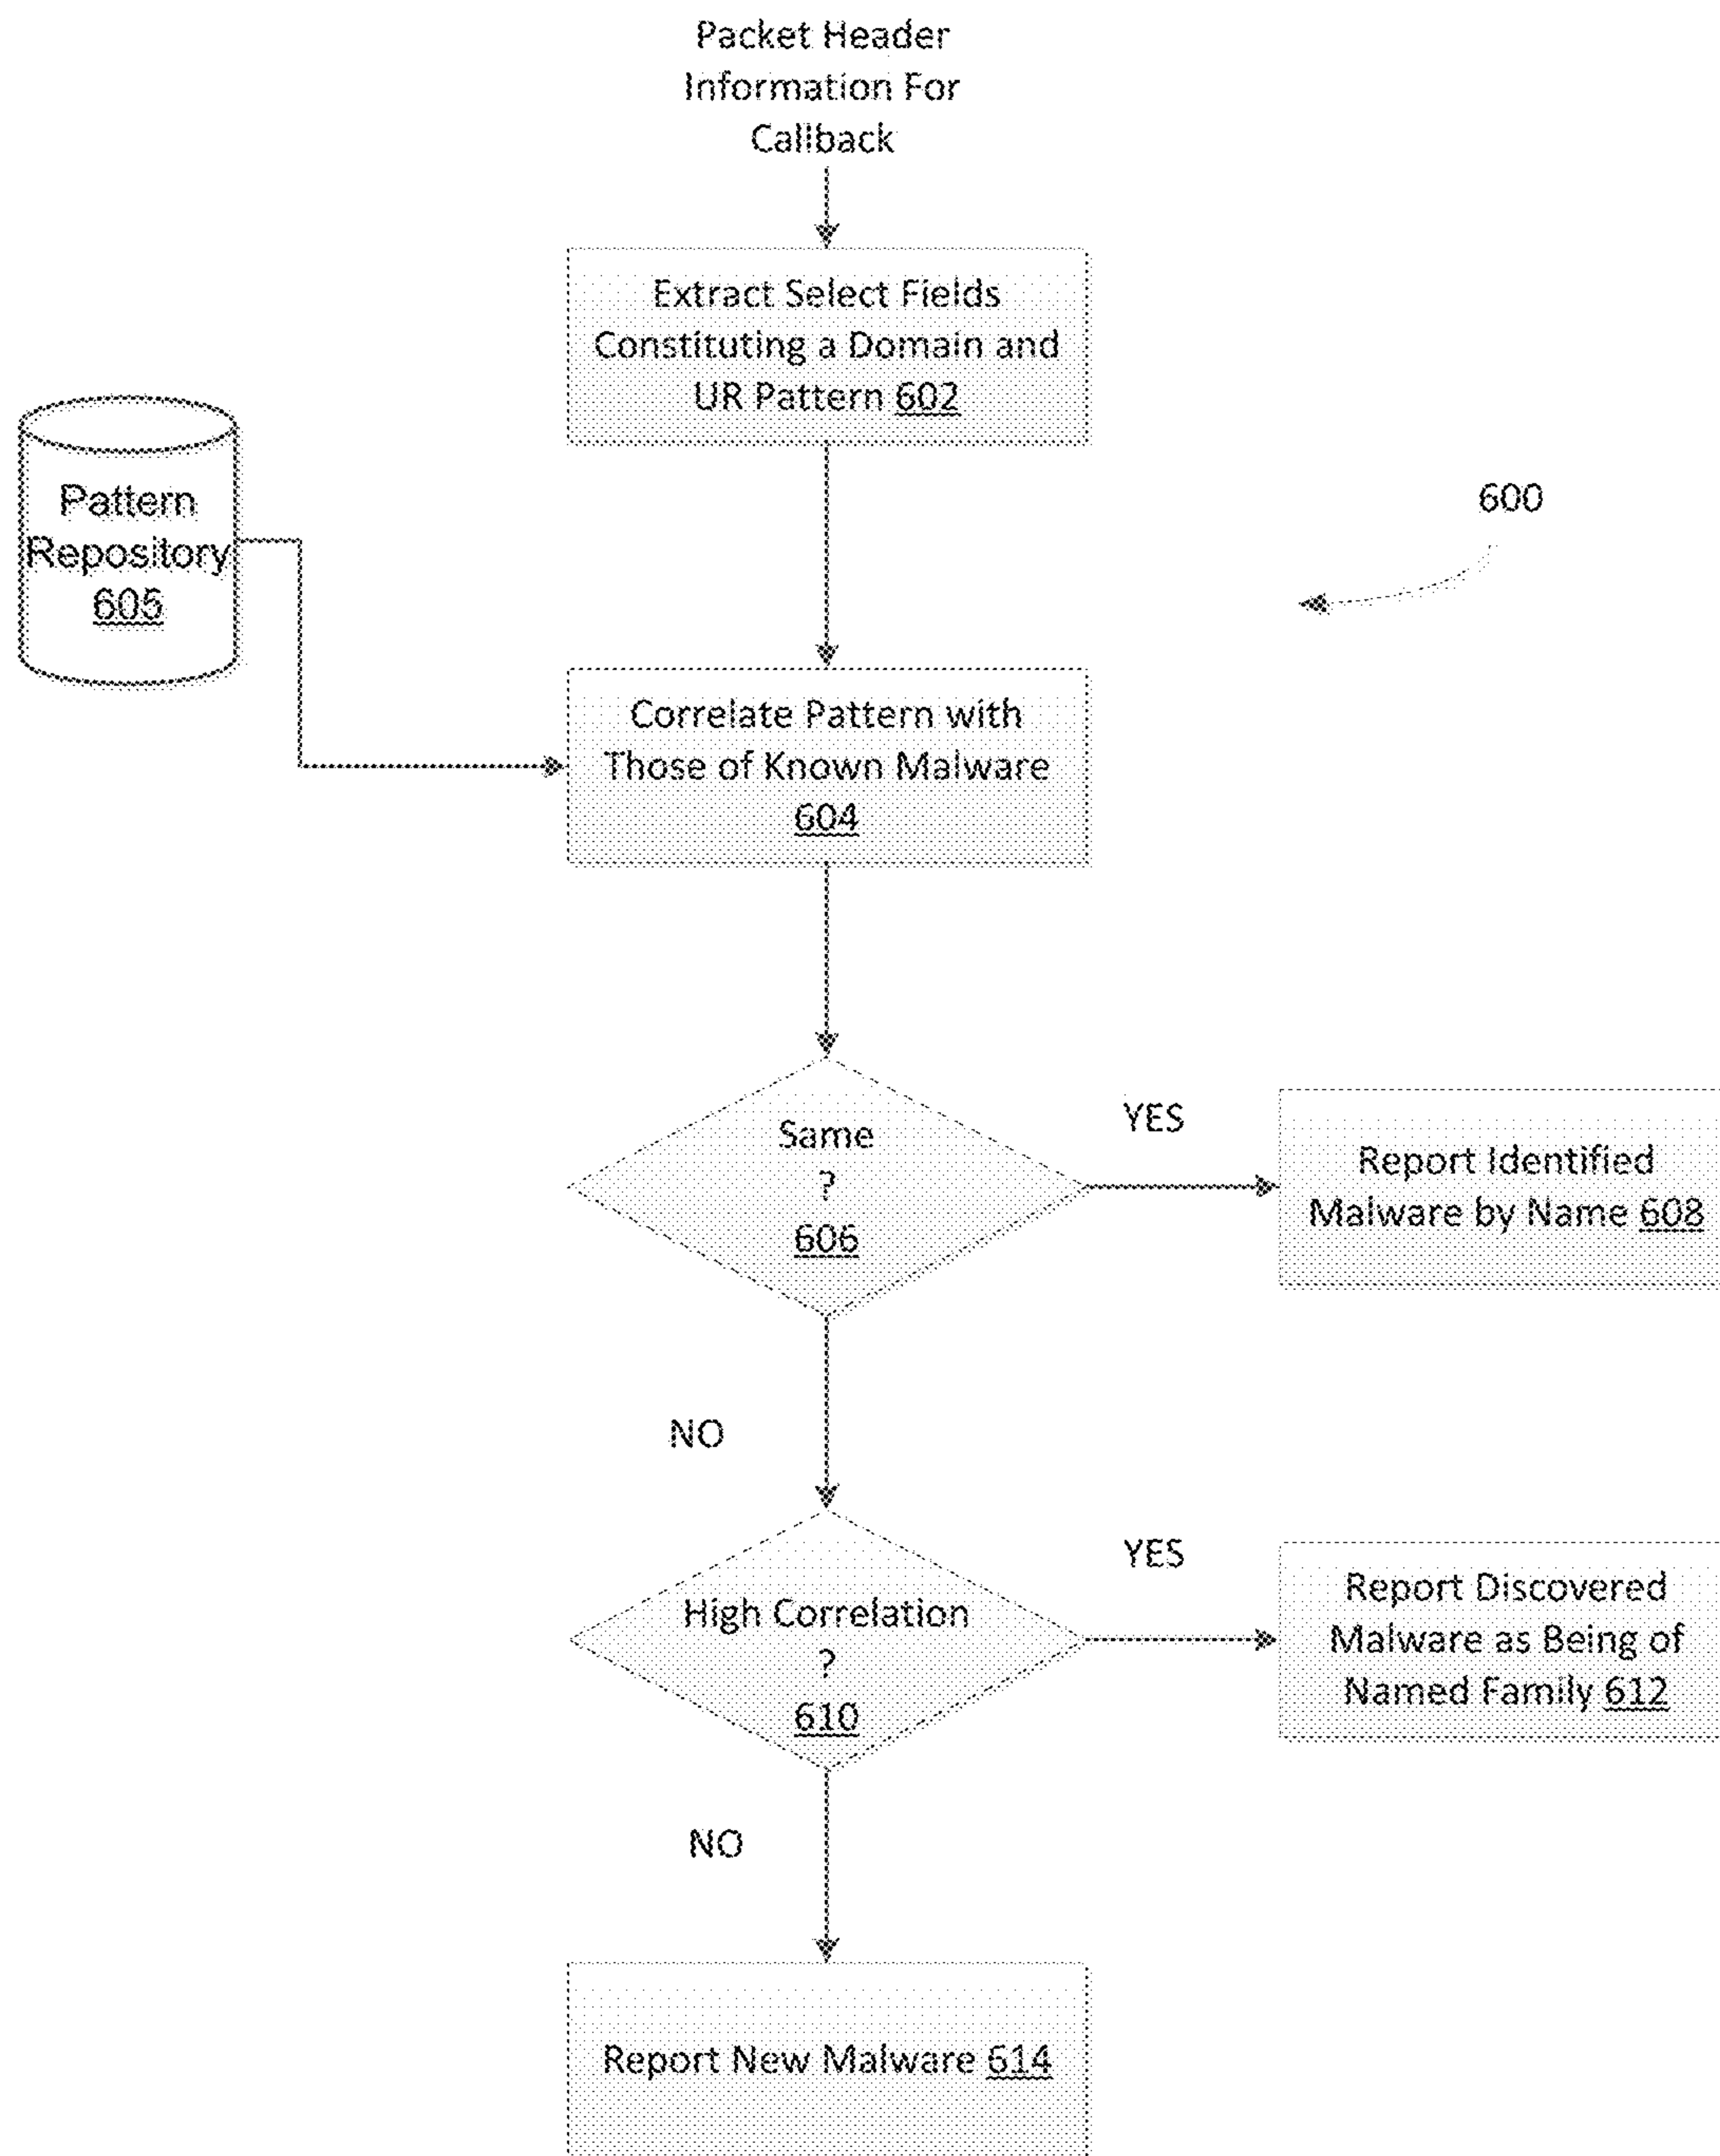 Packet Header
Information For
Callback
Extract Select Fields
Constituting a Domain and
UR Pattern 602
Pattern
Repository
605
600
Correlate Pattern with
Those of Known Malware
604
Same
?
606
YES
Report Identified
Malware by Name 608
NO
High Correlation
?
610
YES
Report Discovered
Malware as Being of
Named Family 612
NO
Report New Malware 614